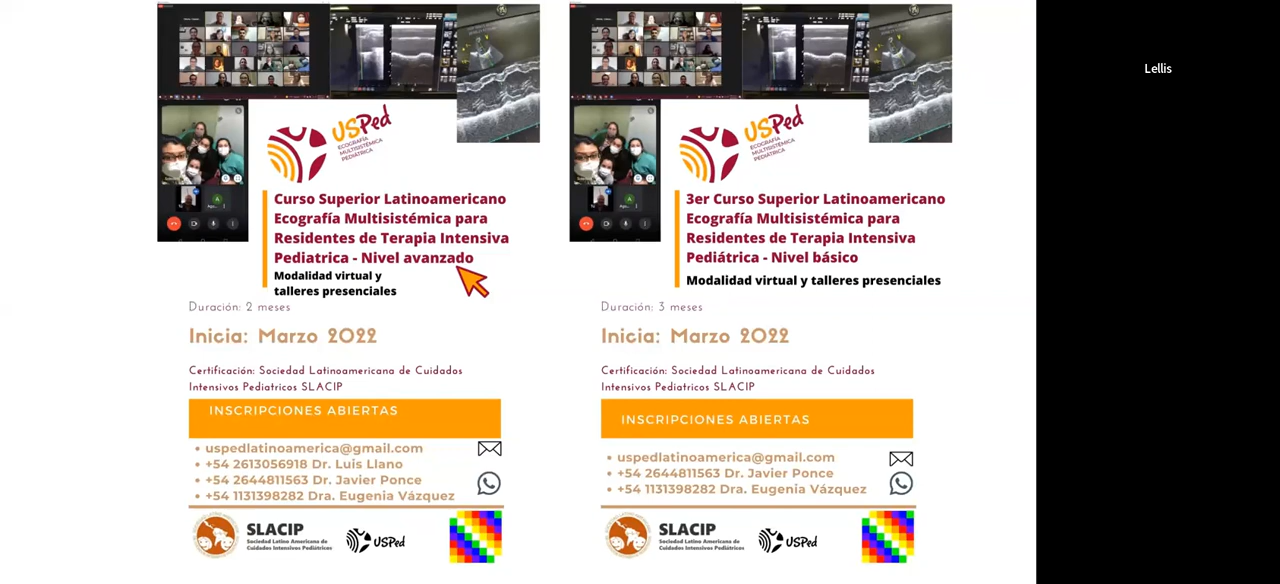 USPed
ECOGRAFÍA
MULTISISTÉMICA
PEDIÁTRICA
Curso Superior Latinoamericano
Ecografía Multisistémica para
Residentes de Terapia Intensiva
Pediatrica - Nivel avanzado
Modalidad virtual y
talleres presenciales
Duración: 2 meses
Inicia: Marzo 2022
Certificación: Sociedad Latinoamericana de Cuidados
Intensivos Pediatricos SLACIP
INSCRIPCIONES ABIERTAS
• uspedlatinoamerica@gmail.com
• +54 2613056918 Dr. Luis Llano
• +54 2644811563 Dr. Javier Ponce
• +54 1131398282 Dra. Eugenia Vázquez
SLACIP
Sociedad Latino Americana de
Cuidados Intensivos Pediátricos
USPed
USPed
ECOGRAFÍA
MULTISISTÉMICA
PEDIÁTRICA
3er Curso Superior Latinoamericano
Ecografía Multisistémica para
Residentes de Terapia Intensiva
Pediátrica - Nivel básico
Modalidad virtual y talleres presenciales
Duración: 3 meses
Inicia: Marzo 2022
Certificación: Sociedad Latinoamericana de Cuidados
Intensivos Pediatricos SLACIP
INSCRIPCIONES ABIERTAS
• uspedlatinoamerica@gmail.com
• +54 2644811563 Dr. Javier Ponce
• +54 1131398282 Dra. Eugenia Vázquez
SLACIP
Sociedad Latino Americana de
Cuidados Intensivos Pediátricos
USPed
Lellis